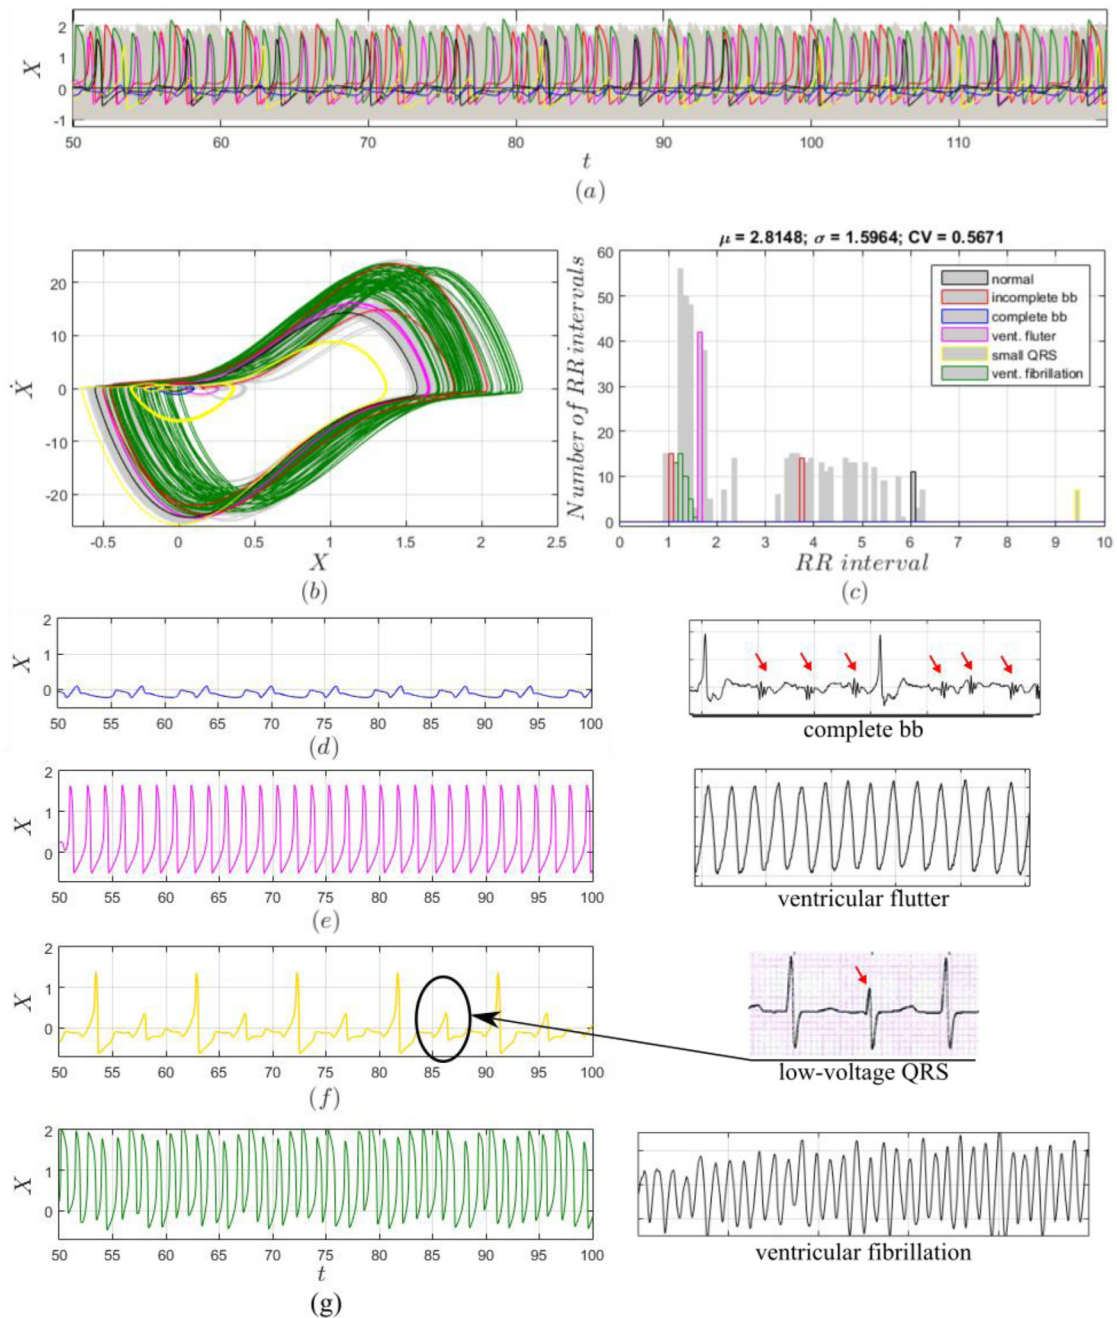 2
1
0
-1
X
50 60 70 80 90 100 110
t
(a)
μ = 2.8148; σ = 1.5964; CV = 0.5671
20
10
0
-10
-20
Ẋ
-0.5 0 0.5 1 1.5 2 2.5
X
(b)
Number of RR intervals
60
50
40
30
20
10
0
normal
incomplete bb
complete bb
vent. fluter
small QRS
vent. fibrillation
0 1 2 3 4 5 6 7 8 9 10
RR interval
(c)
2
1
0
X
50 55 60 65 70 75 80 85 90 95 100
(d)
complete bb
2
1
0
X
50 55 60 65 70 75 80 85 90 95 100
(e)
ventricular flutter
2
1
0
X
50 55 60 65 70 75 80 85 90 95 100
(f)
low-voltage QRS
2
1
0
X
50 55 60 65 70 75 80 85 90 95 100
t
(g)
ventricular fibrillation